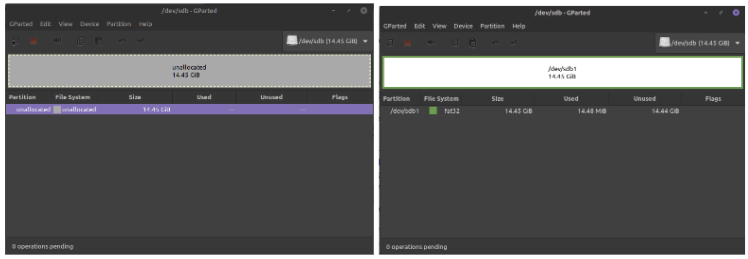 /dev/sdb - GParted
GParted Edit View Device Partition Help
/dev/sdb (14.45 GiB)
unallocated
14.45 GiB
Partition File System Size Used Unused Flags
unallocated unallocated 14.45 GiB --- ---
0 operations pending
/dev/sdb - GParted
GParted Edit View Device Partition Help
/dev/sdb (14.45 GiB)
/dev/sdb1
14.45 GiB
Partition File System Size Used Unused Flags
/dev/sdb1 fat32 14.45 GiB 14.48 MiB 14.44 GiB
0 operations pending